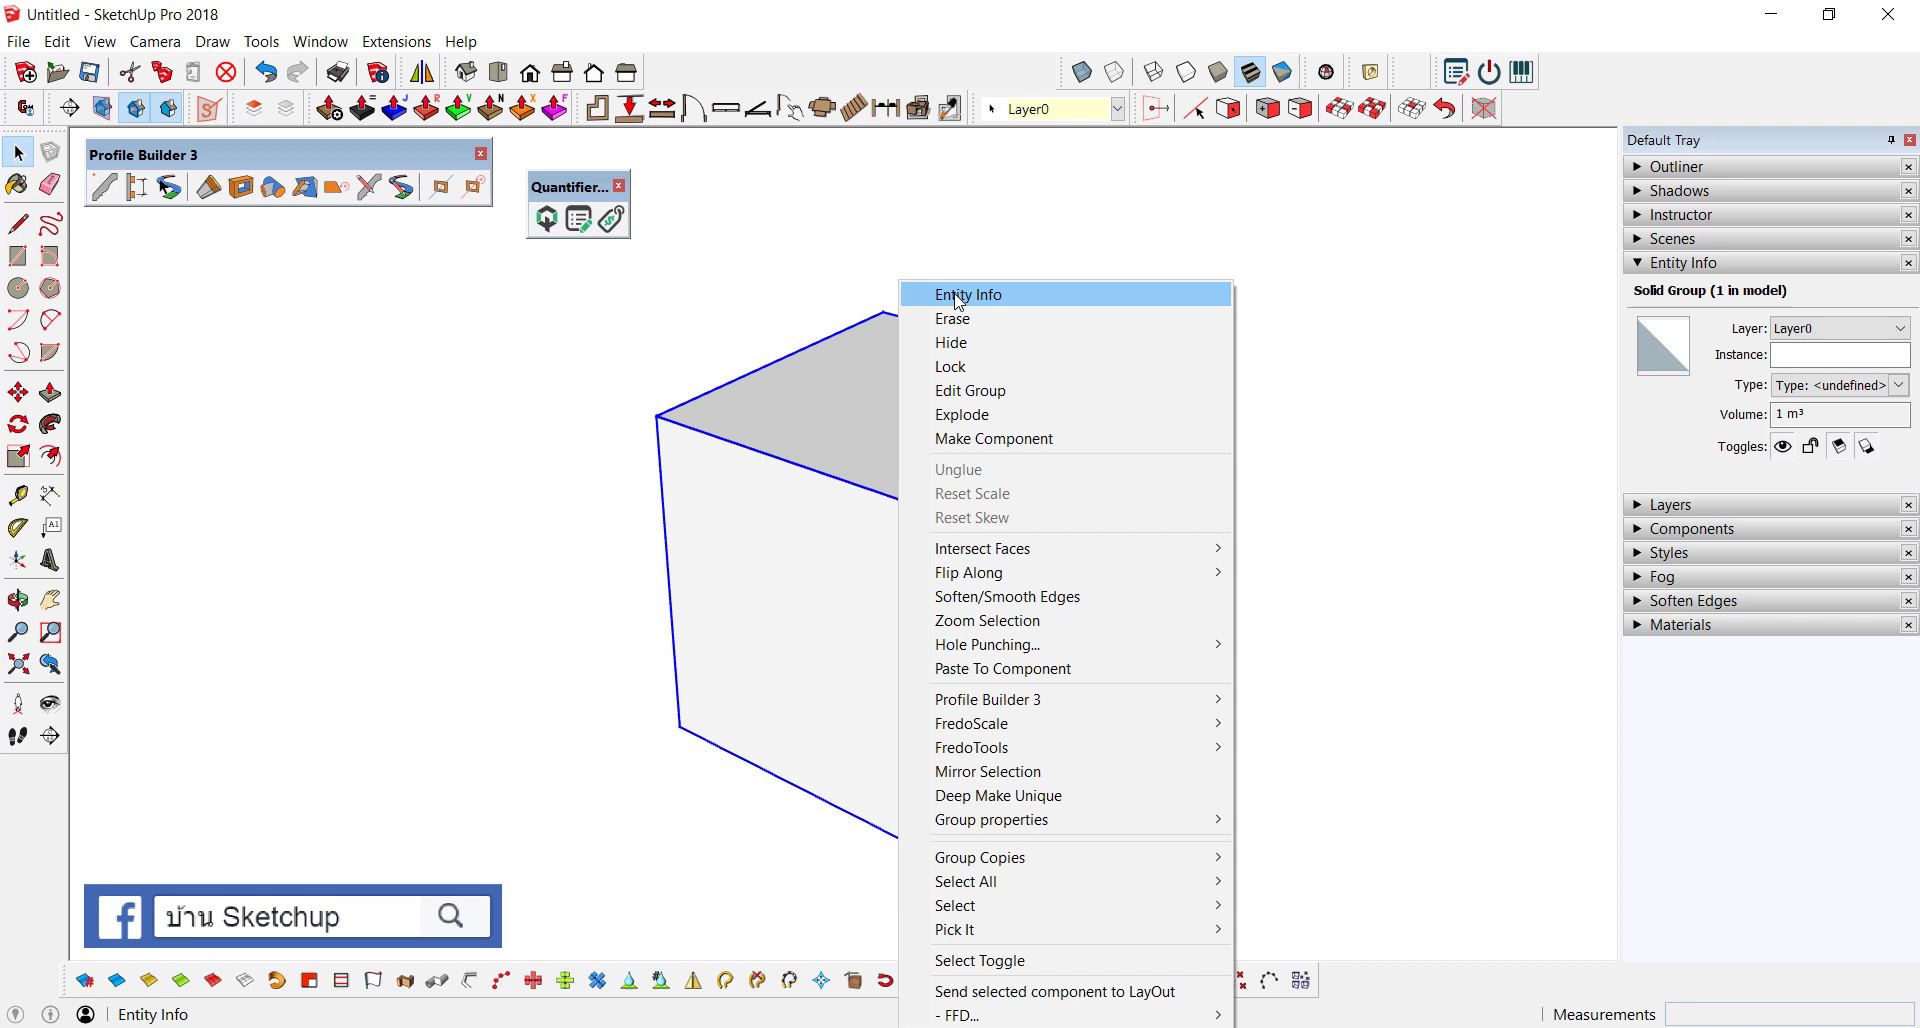 Untitled - SketchUp Pro 2018
File Edit View Camera Draw Tools Window Extensions Help
Layer0
Profile Builder 3
Quantifier...
A1
Entity Info
Erase
Hide
Lock
Edit Group
Explode
Make Component
Unglue
Reset Scale
Reset Skew
Intersect Faces
Flip Along
Soften/Smooth Edges
Zoom Selection
Hole Punching...
Paste To Component
Profile Builder 3
FredoScale
FredoTools
Mirror Selection
Deep Make Unique
Group properties
Group Copies
Select All
Select
Pick It
Select Toggle
Send selected component to LayOut
- FFD...
Default Tray
Outliner
Shadows
Instructor
Scenes
Entity Info
Solid Group (1 in model)
Layer: Layer0
Instance:
Type: Type: <undefined>
Volume: 1 m³
Toggles:
Layers
Components
Styles
Fog
Soften Edges
Materials
บ้าน Sketchup
Entity Info
Measurements